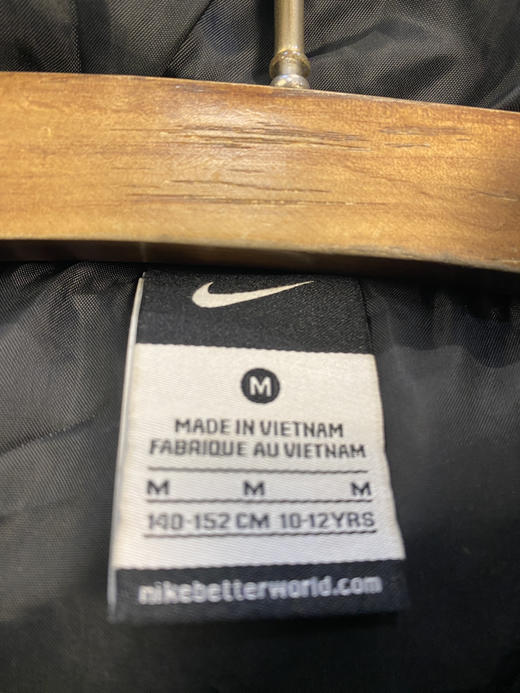 M
MADE IN VIETNAM
FABRIQUE AU VIETNAM
M M M
140-152 CM 10-12YRS
nikebetterworld.com